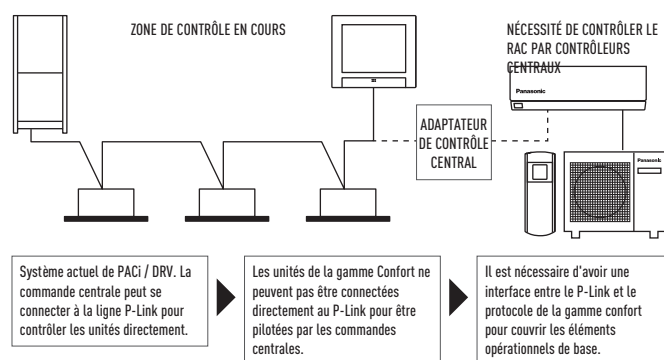 ZONE DE CONTRÔLE EN COURS
NÉCESSITÉ DE CONTRÔLER LE
RAC PAR CONTRÔLEURS
CENTRAUX
Panasonic
ADAPTATEUR
DE CONTRÔLE
CENTRAL
Panasonic
Système actuel de PACi / DRV. La
commande centrale peut se
connecter à la ligne P-Link pour
contrôler les unités directement.
Les unités de la gamme Confort ne
peuvent pas être connectées
directement au P-Link pour être
pilotées par les commandes
centrales.
Il est nécessaire d'avoir une
interface entre le P-Link et le
protocole de la gamme confort
pour couvrir les éléments
opérationnels de base.